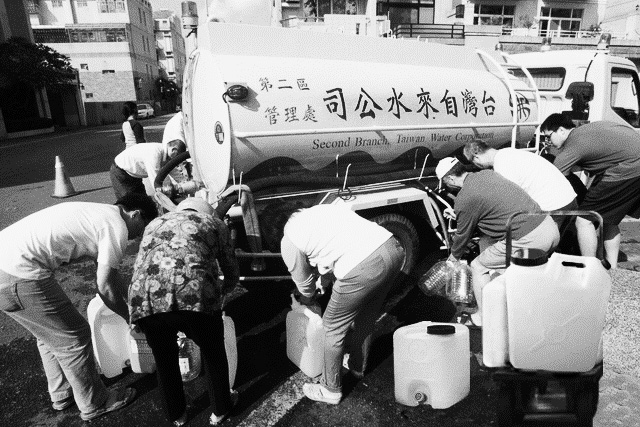 第二區
管理處
司公水來自灣台
Second Branch, Taiwan Water Corporation